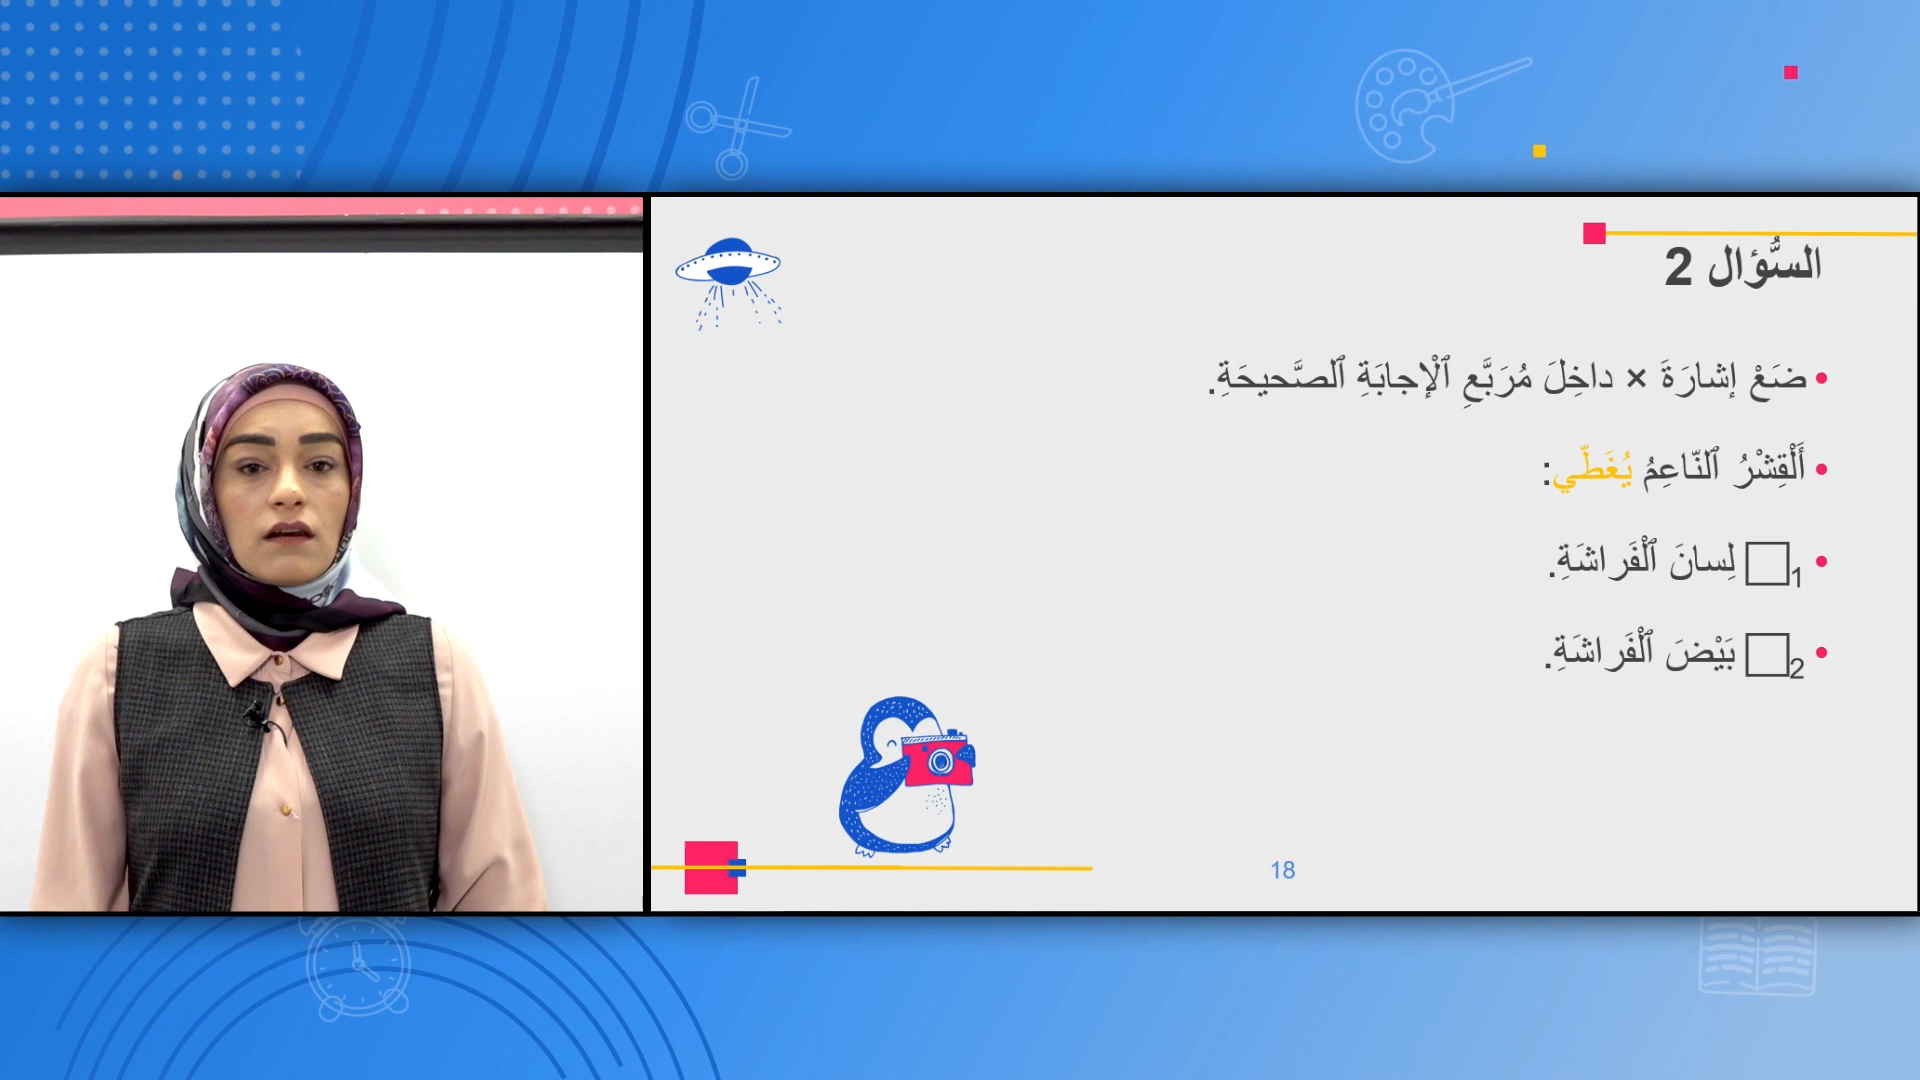 السُّؤال 2
ضَعْ إشارَةَ × داخِلَ مُرَبَّعِ ٱلْإجابَةِ ٱلصَّحيحَةِ.
أَلْقِشْرُ ٱلنّاعِمُ يُغَطّي:
1 لِسانَ ٱلْفَراشَةِ.
2 بَيْضَ ٱلْفَراشَةِ.
18